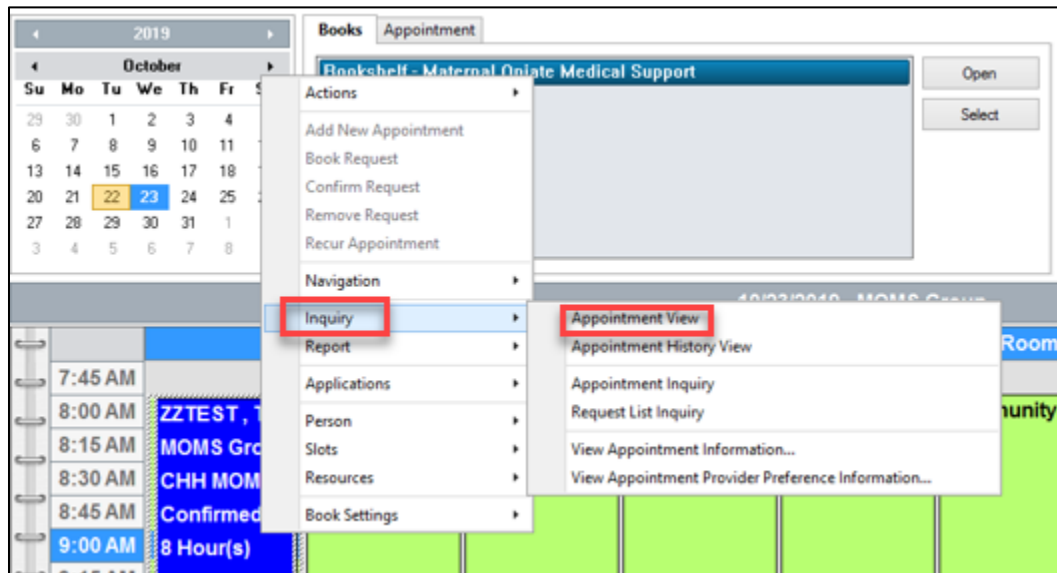 2019
October
Su Mo Tu We Th Fr
29 30 1 2 3 4
6 7 8 9 10 11
13 14 15 16 17 18
20 21 22 23 24 25
27 28 29 30 31 1
3 4 5 6 7 8
Books Appointment
Bookshelf - Maternal Opiate Medical Support
Open
Select
Actions
Add New Appointment
Book Request
Confirm Request
Remove Request
Recur Appointment
Navigation
Inquiry
Report
Applications
Person
Slots
Resources
Book Settings
Appointment View
Appointment History View
Appointment Inquiry
Request List Inquiry
View Appointment Information...
View Appointment Provider Preference Information...
10/23/2019 - MOMS Group
Room
7:45 AM
8:00 AM ZZTEST , T
8:15 AM MOMS Gro
8:30 AM CHH MOM
8:45 AM Confirmed
9:00 AM 8 Hour(s)
nunity